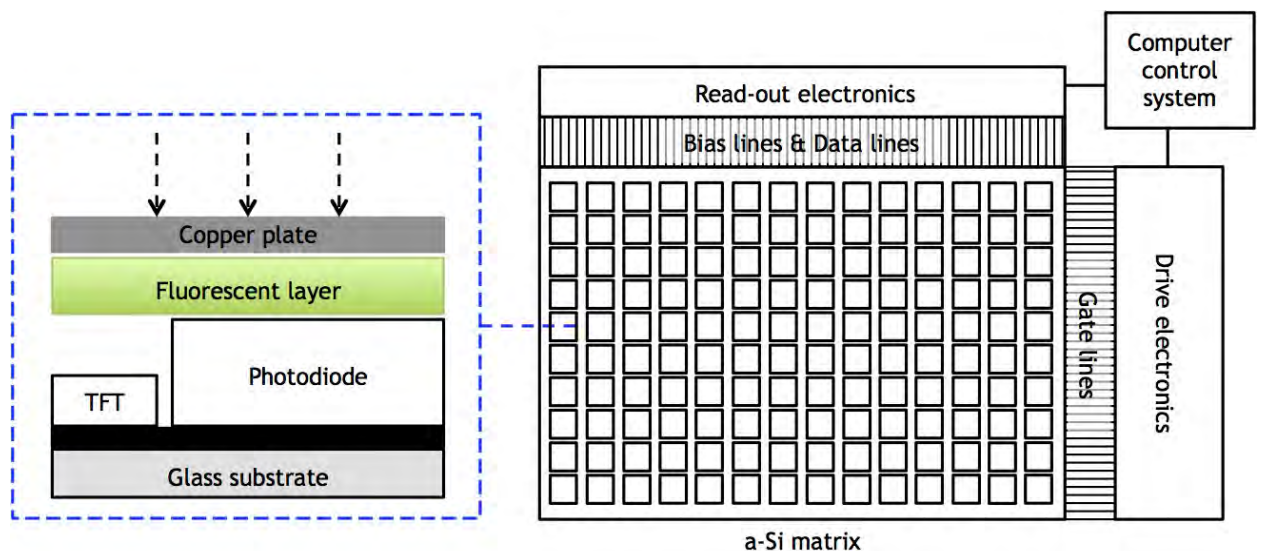 Copper plate
Fluorescent layer
Photodiode
TFT
Glass substrate
Read-out electronics
Bias lines & Data lines
Computer
control
system
Gate lines
Drive electronics
a-Si matrix